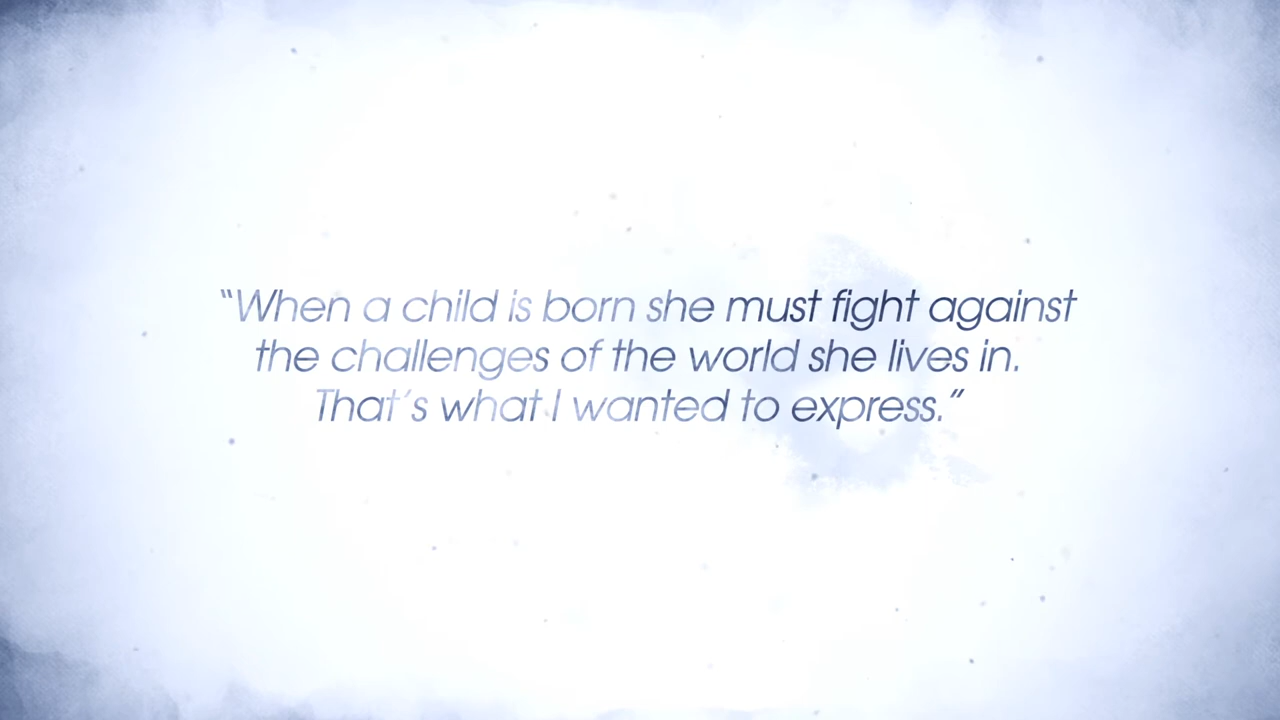 “When a child is born she must fight against
the challenges of the world she lives in.
That’s what I wanted to express.”